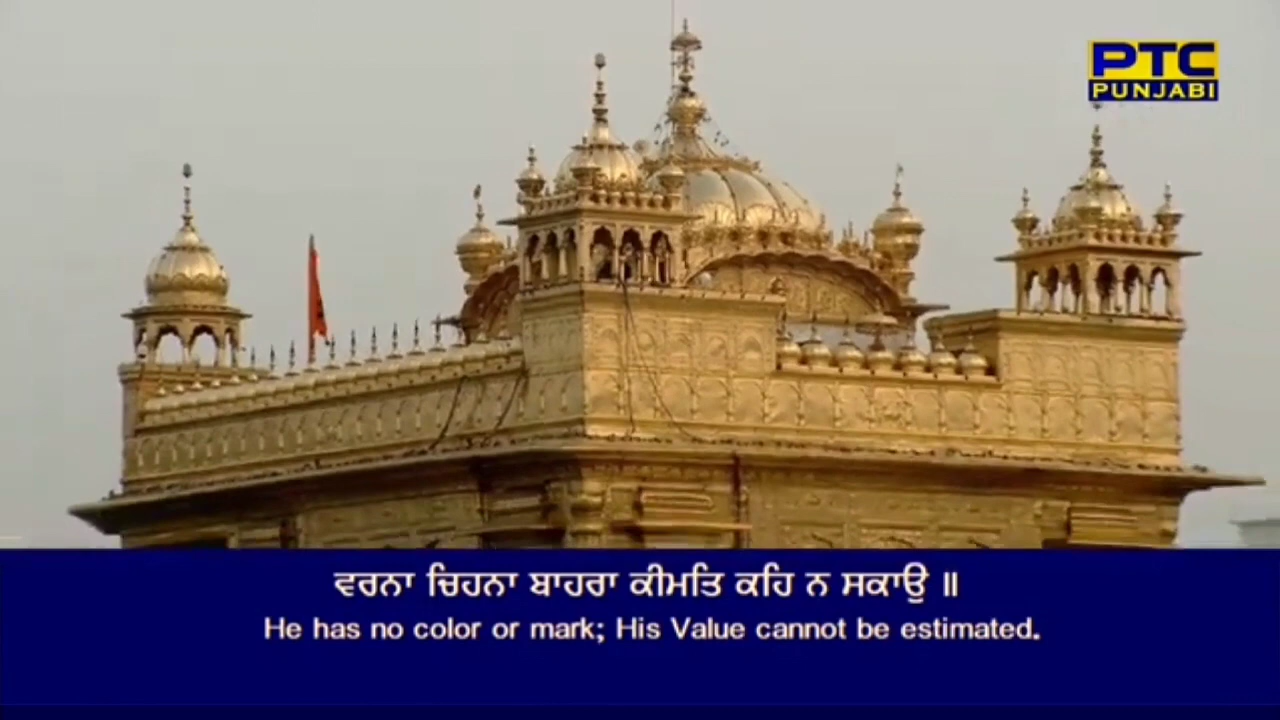 PTC
PUNJABI
ਵਰਨਾ ਚਿਹਨਾ ਬਾਹਰਾ ਕੀਮਤਿ ਕਹਿ ਨ ਸਕਾਉ ॥
He has no color or mark; His Value cannot be estimated.